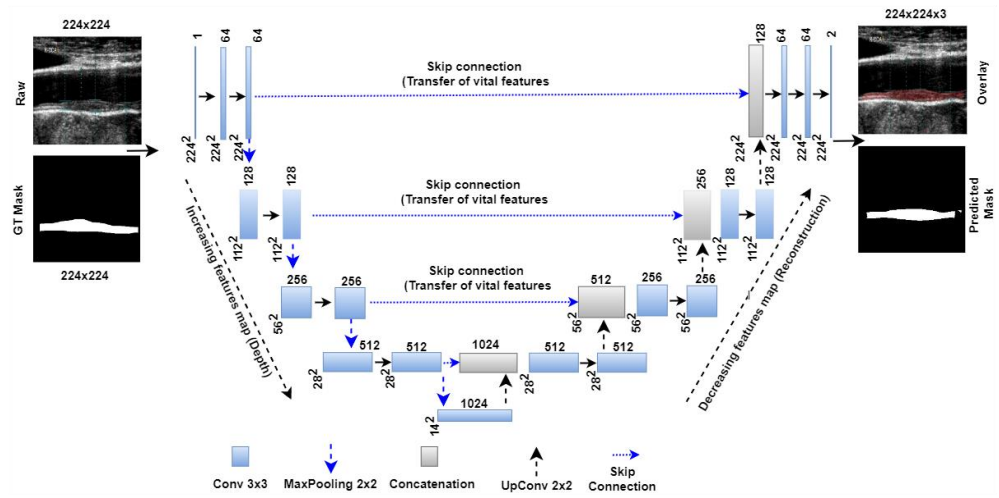 224x224
Raw
GT Mask
224x224
1
64
64
224²
224²
224²
Skip connection
(Transfer of vital features
128
64
64
2
224²
224²
224²
224²
224x224x3
Overlay
Predicted
Mask
128
128
112²
112²
Skip connection
(Transfer of vital features
256
128
128
112²
112²
112²
Increasing features map (Depth)
256
256
56²
Skip connection
(Transfer of vital features
512
256
256
56²
56²
56²
Decreasing features map (Reconstruction)
512
512
28²
28²
1024
512
512
28²
28²
1024
14²
Conv 3x3
MaxPooling 2x2
Concatenation
UpConv 2x2
Skip
Connection